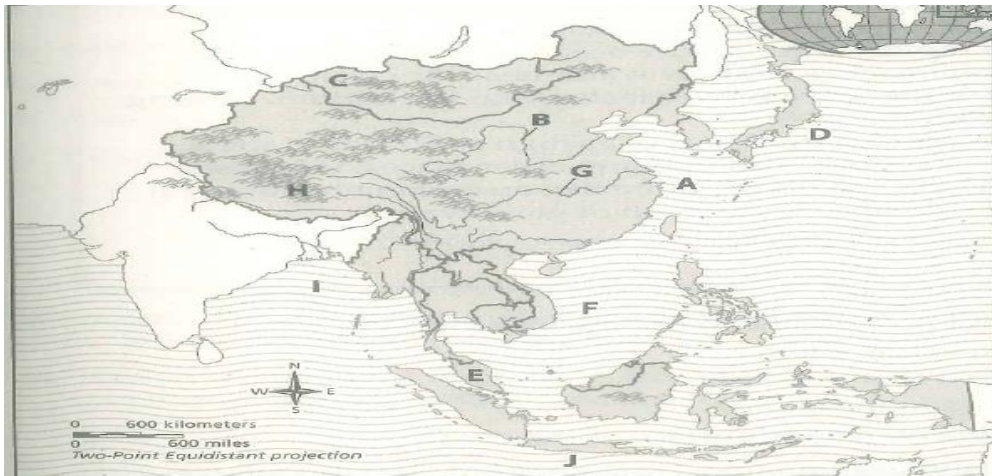 C
B
D
G
A
H
I
F
N
W E
S
E
0 600 kilometers
0 600 miles
Two-Point Equidistant projection
J